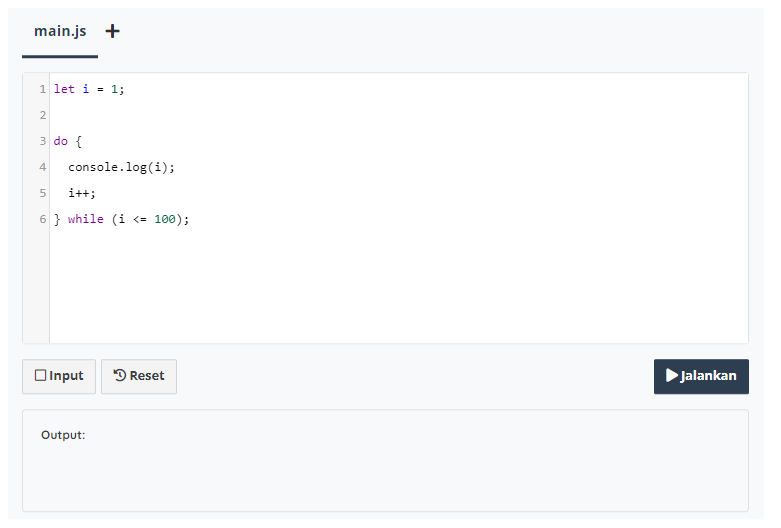 main.js +
1 let i = 1;
2
3 do {
4   console.log(i);
5   i++;
6 } while (i <= 100);
Input Reset Jalankan
Output: